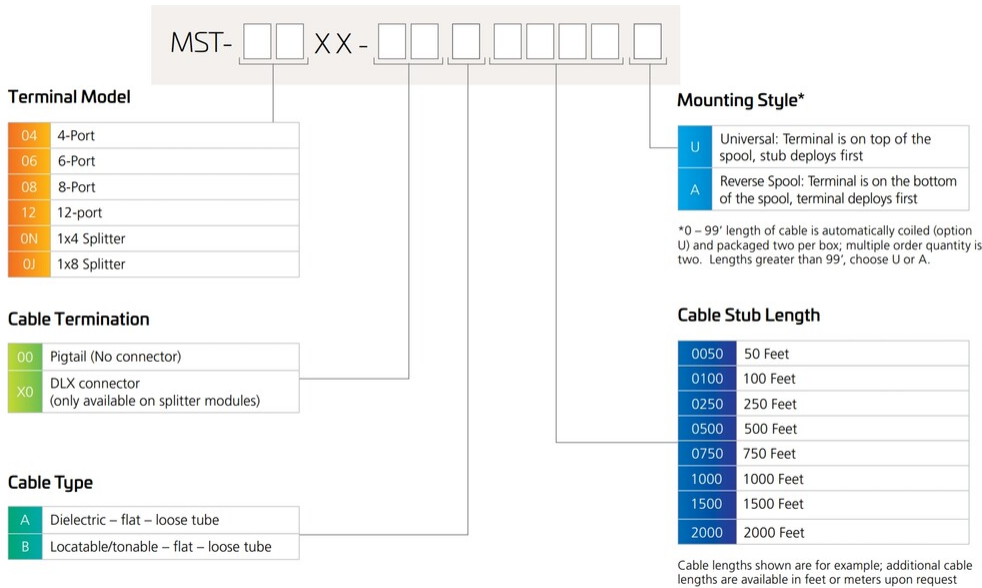 MST- XX -
Terminal Model
04 4-Port
06 6-Port
08 8-Port
12 12-port
0N 1x4 Splitter
0J 1x8 Splitter
Cable Termination
00 Pigtail (No connector)
X0 DLX connector
(only available on splitter modules)
Cable Type
A Dielectric – flat – loose tube
B Locatable/tonable – flat – loose tube
Mounting Style*
U Universal: Terminal is on top of the
spool, stub deploys first
A Reverse Spool: Terminal is on the bottom
of the spool, terminal deploys first
*0 – 99’ length of cable is automatically coiled (option
U) and packaged two per box; multiple order quantity is
two. Lengths greater than 99’, choose U or A.
Cable Stub Length
0050 50 Feet
0100 100 Feet
0250 250 Feet
0500 500 Feet
0750 750 Feet
1000 1000 Feet
1500 1500 Feet
2000 2000 Feet
Cable lengths shown are for example; additional cable
lengths are available in feet or meters upon request